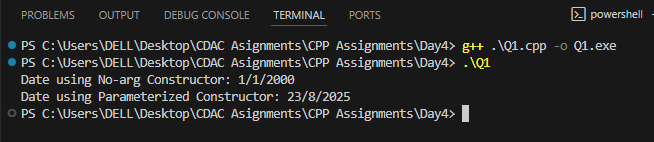 PROBLEMS OUTPUT DEBUG CONSOLE TERMINAL PORTS powershell
PS C:\Users\DELL\Desktop\CDAC Asignments\CPP Assignments\Day4> g++ .\Q1.cpp -o Q1.exe
PS C:\Users\DELL\Desktop\CDAC Asignments\CPP Assignments\Day4> .\Q1
Date using No-arg Constructor: 1/1/2000
Date using Parameterized Constructor: 23/8/2025
PS C:\Users\DELL\Desktop\CDAC Asignments\CPP Assignments\Day4>